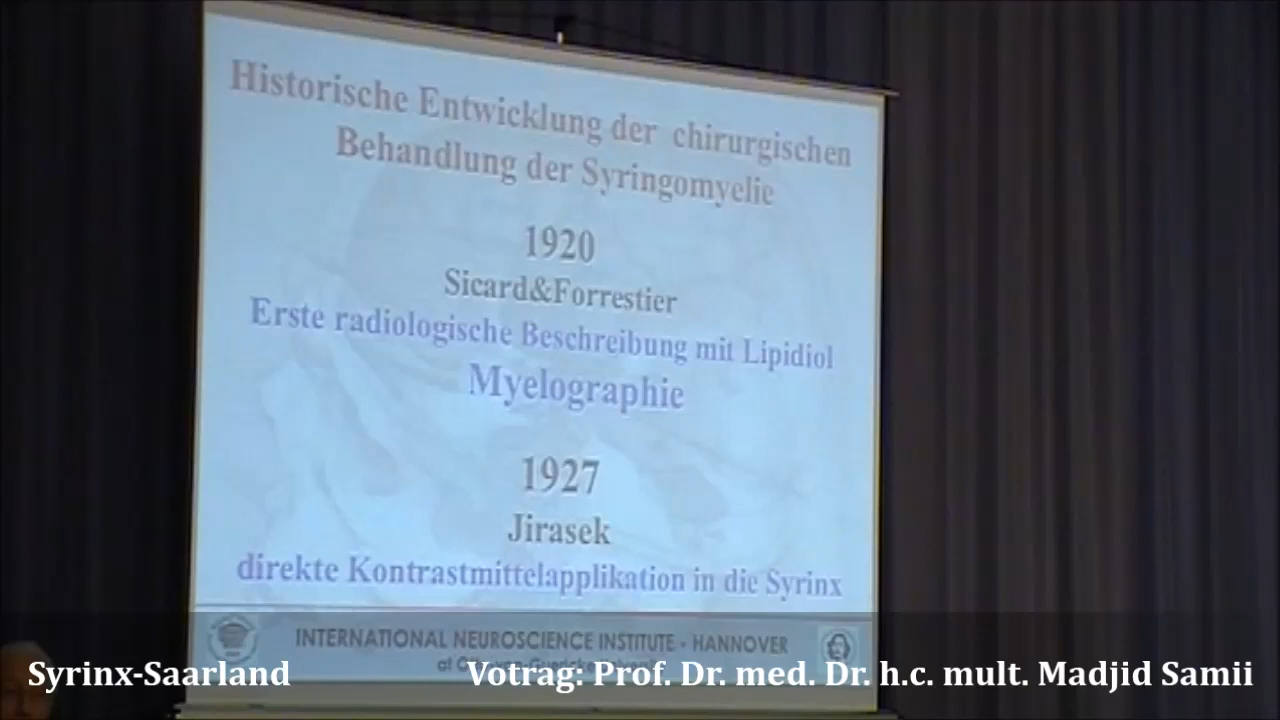 Historische Entwicklung der chirurgischen
Behandlung der Syringomyelie
1920
Sicard&Forrestier
Erste radiologische Beschreibung mit Lipidiol
Myelographie
1927
Jirasek
direkte Kontrastmittelapplikation in die Syrinx
INTERNATIONAL NEUROSCIENCE INSTITUTE - HANNOVER
at
Syrinx-Saarland
Votrag: Prof. Dr. med. Dr. h.c. mult. Madjid Samii